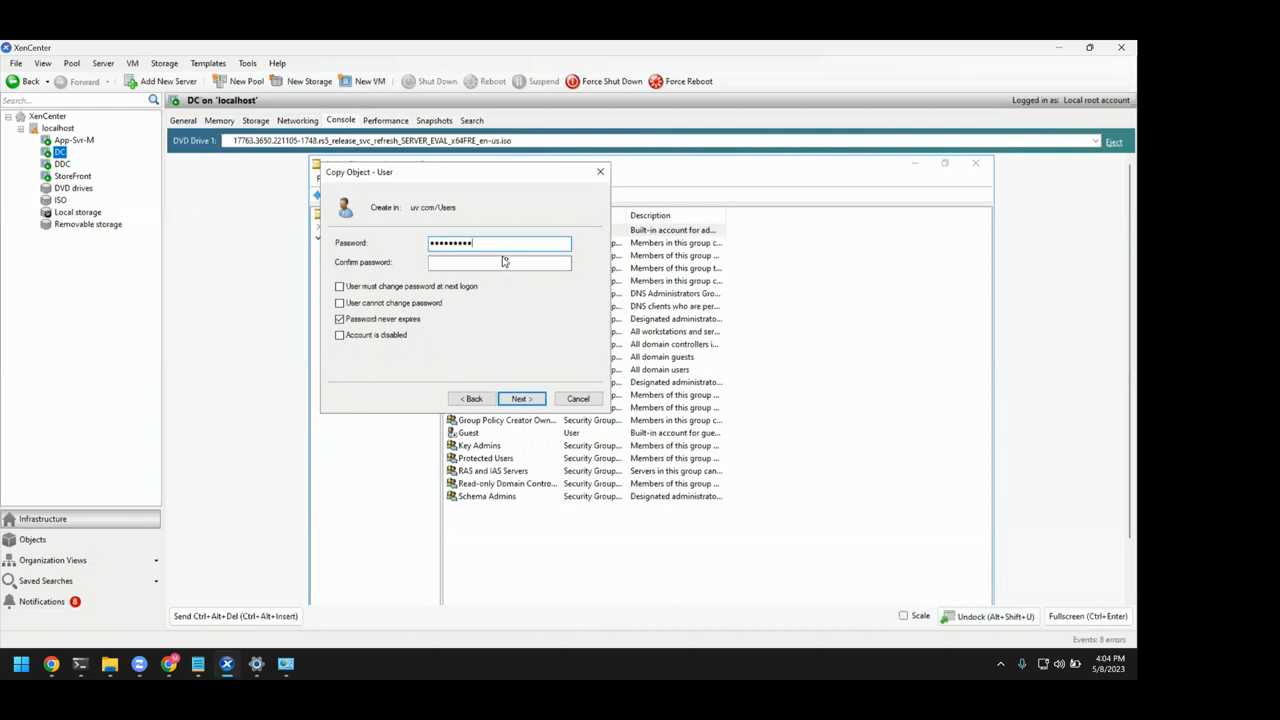 XenCenter
File View Pool Server VM Storage Templates Tools Help
Back Forward Add New Server New Pool New Storage New VM Shut Down Reboot Suspend Force Shut Down Force Reboot
Search... DC on 'localhost' Logged in as: Local root account
XenCenter
localhost
App-Svr-M
DC
DDC
StoreFront
DVD drives
ISO
Local storage
Removable storage
General Memory Storage Networking Console Performance Snapshots Search
DVD Drive 1: 17763.3650.221105-1748.rs5_release_svc_refresh_SERVER_EVAL_x64FRE_en-us.iso Eject
Copy Object - User
Create in: uv.com/Users
Password: •••••••••
Confirm password:
User must change password at next logon
User cannot change password
Password never expires
Account is disabled
< Back Next > Cancel
Description
Built-in account for ad...
Members in this group c...
Members of this group ...
Members of this group t...
Members in this group c...
DNS Administrators Gro...
DNS clients who are per...
Designated administrato...
All workstations and ser...
All domain controllers i...
All domain guests
All domain users
Designated administrato...
Members of this group ...
Members of this group ...
Group Policy Creator Own... Security Group... Members in this group c...
Guest User Built-in account for gue...
Key Admins Security Group... Members of this group ...
Protected Users Security Group... Members of this group ...
RAS and IAS Servers Security Group... Servers in this group can...
Read-only Domain Contro... Security Group... Members of this group ...
Schema Admins Security Group... Designated administrato...
Infrastructure
Objects
Organization Views
Saved Searches
Notifications 8
Send Ctrl+Alt+Del (Ctrl+Alt+Insert) Scale Undock (Alt+Shift+U) Fullscreen (Ctrl+Enter)
Events: 8 errors
4:04 PM
5/8/2023